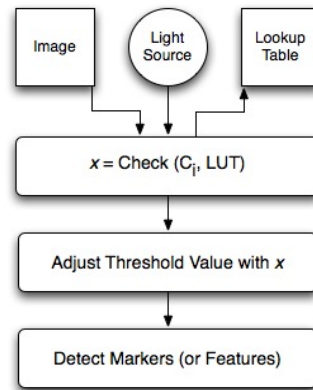 Image
Light
Source
Lookup
Table
x = Check (Ci, LUT)
Adjust Threshold Value with x
Detect Markers (or Features)